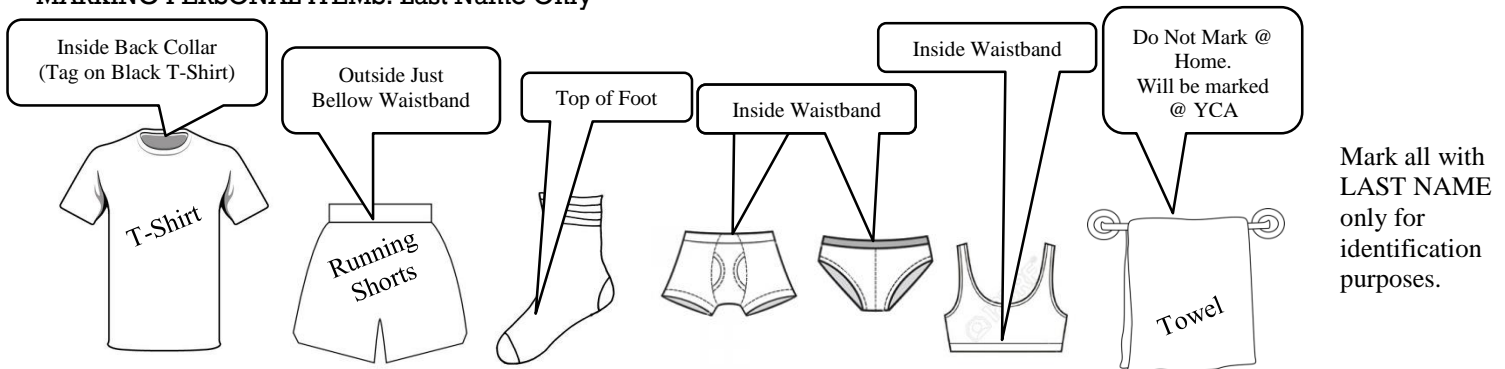 MARKING PERSONAL ITEMS: Last Name Only
Inside Back Collar
(Tag on Black T-Shirt)
Outside Just
Bellow Waistband
Top of Foot
Inside Waistband
Inside Waistband
Do Not Mark @
Home.
Will be marked
@ YCA
T-Shirt
Running
Shorts
Towel
Mark all with
LAST NAME
only for
identification
purposes.